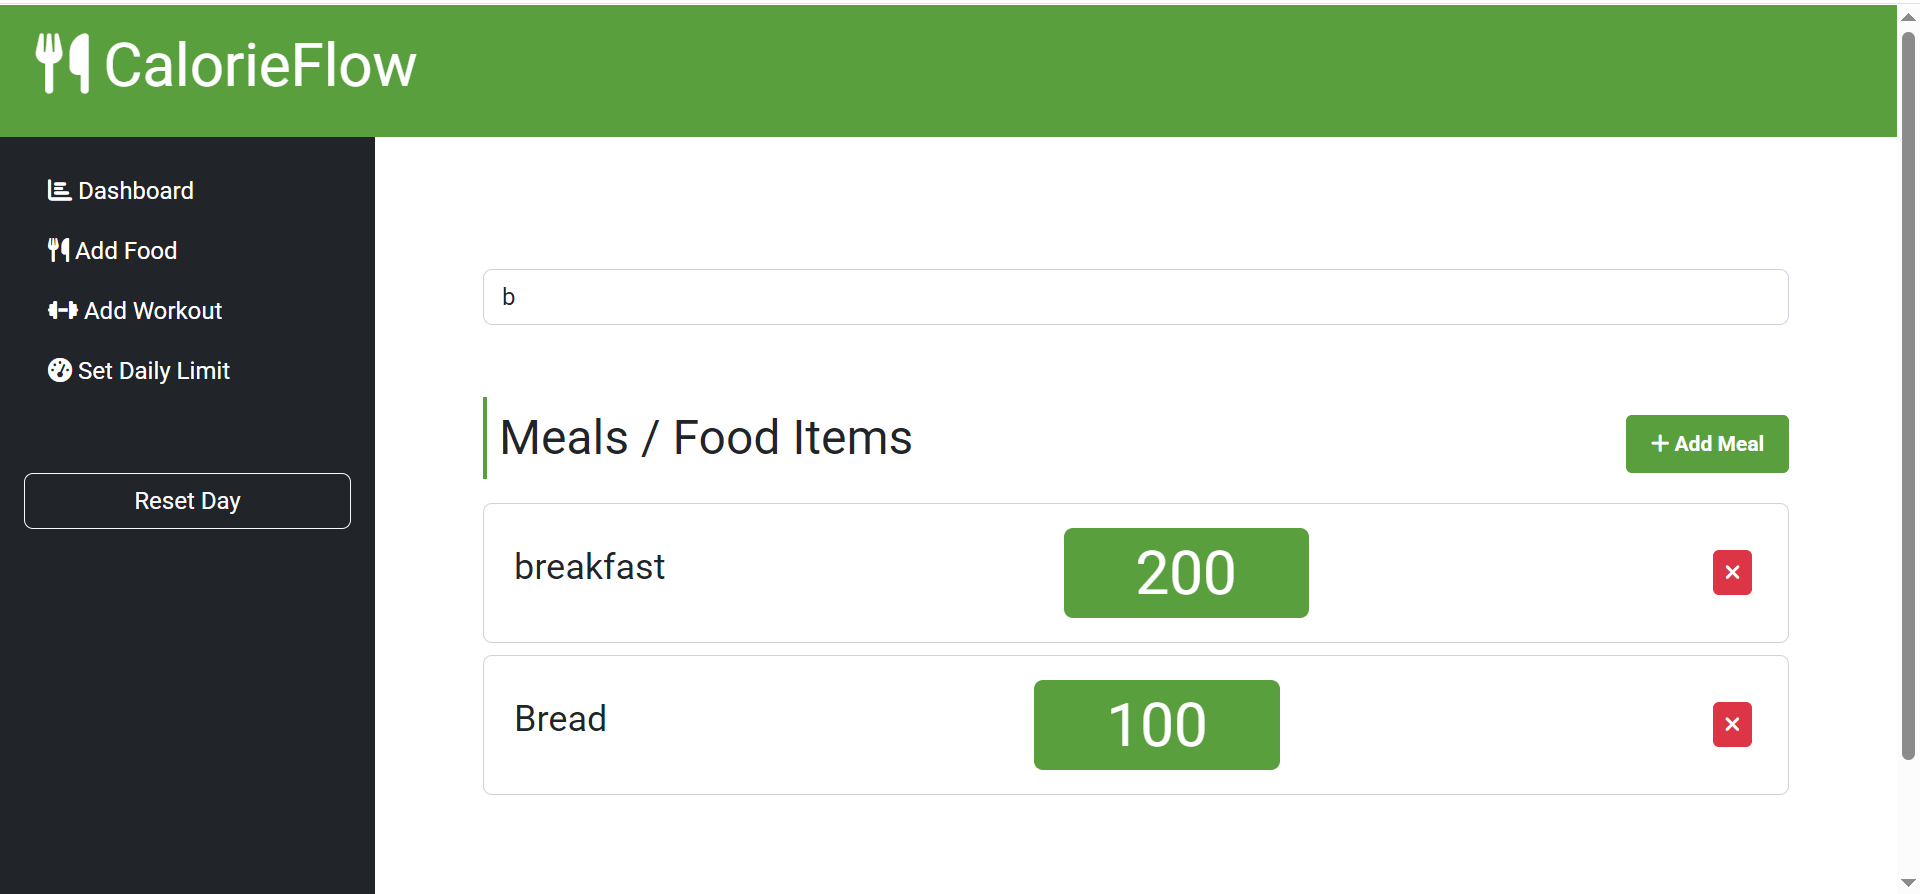 CalorieFlow
Dashboard
Add Food
Add Workout
Set Daily Limit
Reset Day
b
Meals / Food Items
+ Add Meal
breakfast
200
Bread
100